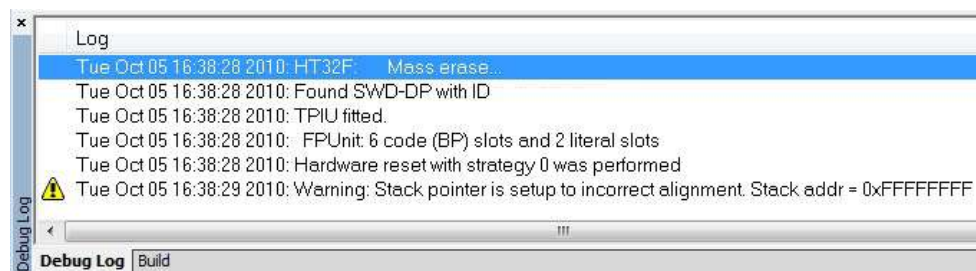 Log
Tue Oct 05 16:38:28 2010: HT32F: Mass erase...
Tue Oct 05 16:38:28 2010: Found SWD-DP with ID
Tue Oct 05 16:38:28 2010: TPIU fitted.
Tue Oct 05 16:38:28 2010: FPUnit: 6 code (BP) slots and 2 literal slots
Tue Oct 05 16:38:28 2010: Hardware reset with strategy 0 was performed
Tue Oct 05 16:38:29 2010: Warning: Stack pointer is setup to incorrect alignment. Stack addr = 0xFFFFFFFF
Debug Log
Debug Log Build